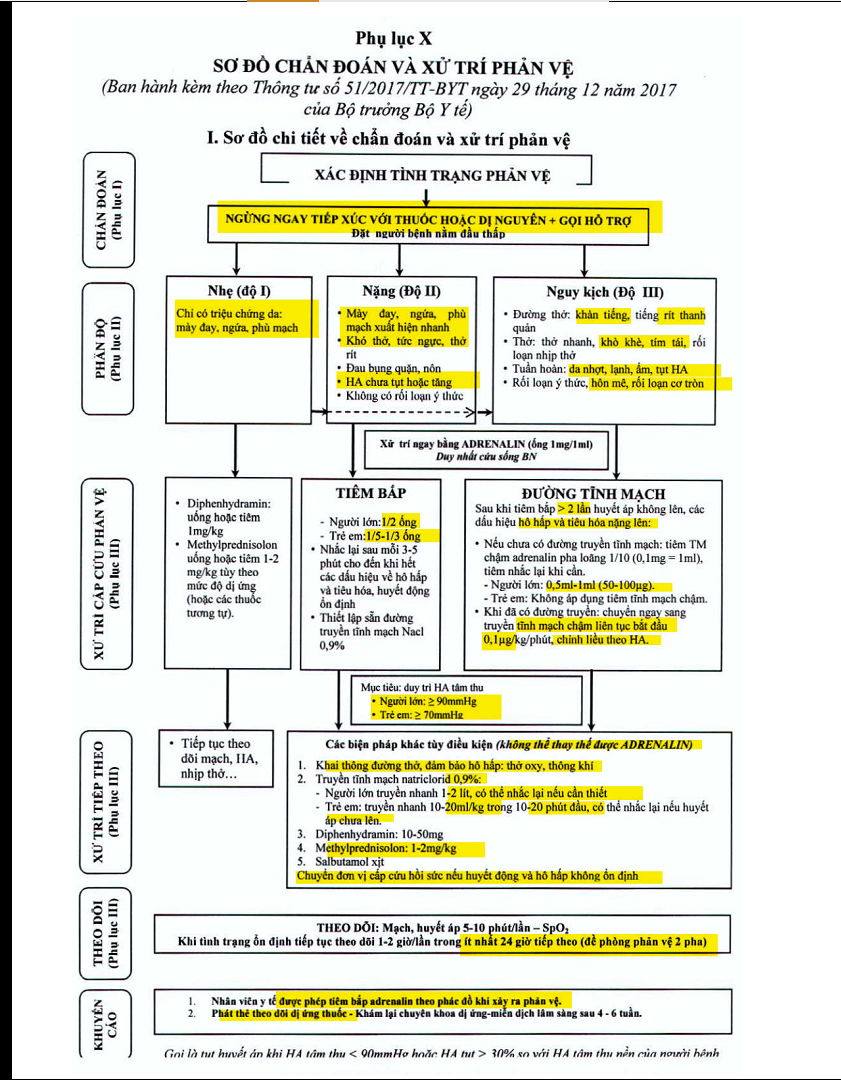 Phụ lục X
SƠ ĐỒ CHẨN ĐOÁN VÀ XỬ TRÍ PHẢN VỆ
(Ban hành kèm theo Thông tư số 51/2017/TT-BYT ngày 29 tháng 12 năm 2017
của Bộ trưởng Bộ Y tế)
I. Sơ đồ chi tiết về chẩn đoán và xử trí phản vệ
CHẨN ĐOÁN
(Phụ lục I)
XÁC ĐỊNH TÌNH TRẠNG PHẢN VỆ
NGỪNG NGAY TIẾP XÚC VỚI THUỐC HOẶC DỊ NGUYÊN + GỌI HỖ TRỢ
Đặt người bệnh nằm đầu thấp
PHÂN ĐỘ
(Phụ lục II)
Nhẹ (độ I)
Chỉ có triệu chứng da:
mày đay, ngứa, phù mạch
Nặng (Độ II)
• Mày đay, ngứa, phù
mạch xuất hiện nhanh
• Khó thở, tức ngực, thở
rít
• Đau bụng quặn, nôn
• HA chưa tụt hoặc tăng
• Không có rối loạn ý thức
Nguy kịch (Độ III)
• Đường thở: khàn tiếng, tiếng rít thanh
quản
• Thở: thở nhanh, khò khè, tím tái, rối
loạn nhịp thở
• Tuần hoàn: da nhợt, lạnh, ẩm, tụt HA
• Rối loạn ý thức, hôn mê, rối loạn cơ tròn
Xử trí ngay bằng ADRENALIN (ống 1mg/1ml)
Duy nhất cứu sống BN
XỬ TRÍ CẤP CỨU PHẢN VỆ
(Phụ lục III)
• Diphenhydramin:
uống hoặc tiêm
1mg/kg
• Methylprednisolon
uống hoặc tiêm 1-2
mg/kg tùy theo
mức độ dị ứng
(hoặc các thuốc
tương tự).
TIÊM BẮP
- Người lớn:1/2 ống
- Trẻ em: 1/5-1/3 ống
• Nhắc lại sau mỗi 3-5
phút cho đến khi hết
các dấu hiệu về hô hấp
và tiêu hóa, huyết động
ổn định
• Thiết lập sẵn đường
truyền tĩnh mạch Nacl
0,9%
ĐƯỜNG TĨNH MẠCH
Sau khi tiêm bắp > 2 lần huyết áp không lên, các
dấu hiệu hô hấp và tiêu hóa nặng lên:
• Nếu chưa có đường truyền tĩnh mạch: tiêm TM
chậm adrenalin pha loãng 1/10 (0,1mg = 1ml),
tiêm nhắc lại khi cần.
- Người lớn: 0,5ml-1ml (50-100µg).
- Trẻ em: Không áp dụng tiêm tĩnh mạch chậm.
• Khi đã có đường truyền: chuyển ngay sang
truyền tĩnh mạch chậm liên tục bắt đầu
0,1µg/kg/phút, chỉnh liều theo HA.
Mục tiêu: duy trì HA tâm thu
• Người lớn: ≥ 90mmHg
• Trẻ em: ≥ 70mmHg
XỬ TRÍ TIẾP THEO
(Phụ lục III)
• Tiếp tục theo
dõi mạch, HA,
nhịp thở…
Các biện pháp khác tùy điều kiện (không thể thay thế được ADRENALIN)
1. Khai thông đường thở, đảm bảo hô hấp: thở oxy, thông khí
2. Truyền tĩnh mạch natriclorid 0,9%:
- Người lớn truyền nhanh 1-2 lít, có thể nhắc lại nếu cần thiết
- Trẻ em: truyền nhanh 10-20ml/kg trong 10-20 phút đầu, có thể nhắc lại nếu huyết
áp chưa lên.
3. Diphenhydramin: 10-50mg
4. Methylprednisolon: 1-2mg/kg
5. Salbutamol xịt
Chuyển đơn vị cấp cứu hồi sức nếu huyết động và hô hấp không ổn định
THEO DÕI
(Phụ lục III)
THEO DÕI: Mạch, huyết áp 5-10 phút/lần – SpO₂
Khi tình trạng ổn định tiếp tục theo dõi 1-2 giờ/lần trong ít nhất 24 giờ tiếp theo (đề phòng phản vệ 2 pha)
KHUYẾN
CÁO
1. Nhân viên y tế được phép tiêm bắp adrenalin theo phác đồ khi xảy ra phản vệ.
2. Phát thẻ theo dõi dị ứng thuốc - Khám lại chuyên khoa dị ứng-miễn dịch lâm sàng sau 4 - 6 tuần.
Gọi là tụt huyết áp khi HA tâm thu < 90mmHg hoặc HA tụt > 30% so với HA tâm thu nền của người bệnh